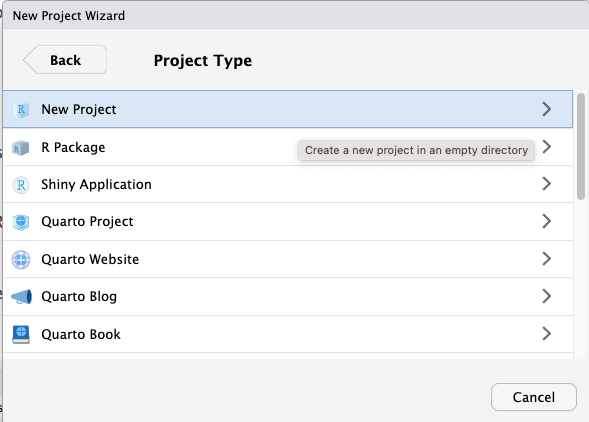 New Project Wizard
Back
Project Type
R New Project
R Package
Create a new project in an empty directory
R Shiny Application
Quarto Project
Quarto Website
Quarto Blog
Quarto Book
Cancel